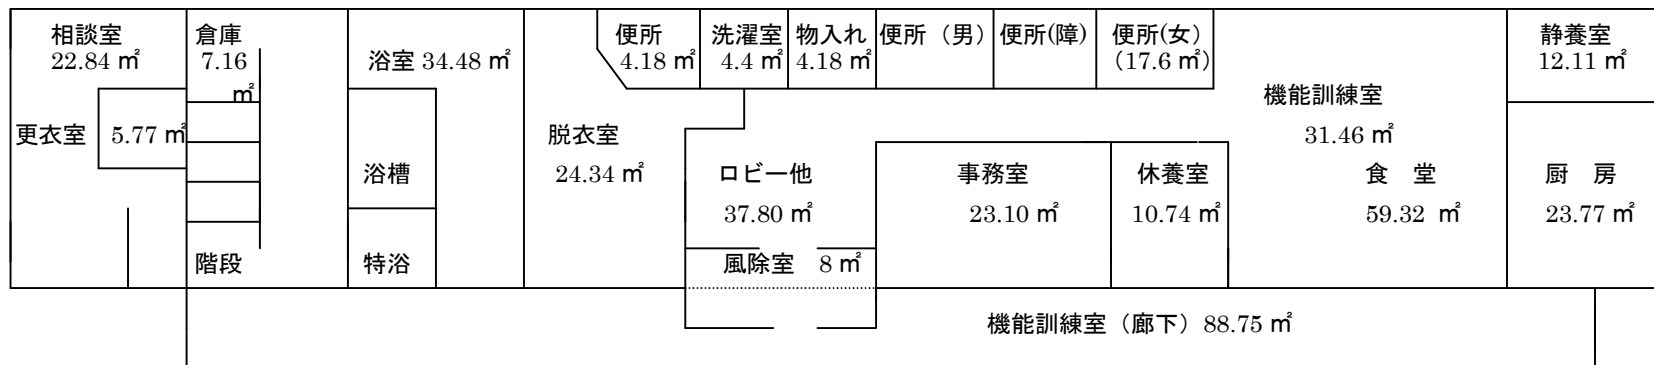 相談室
22.84 ㎡
倉庫
7.16
㎡
浴室 34.48 ㎡
便所
4.18 ㎡
洗濯室
4.4 ㎡
物入れ
4.18 ㎡
便所（男）
便所(障)
便所(女)
(17.6 ㎡)
機能訓練室
31.46 ㎡
静養室
12.11 ㎡
更衣室 5.77 ㎡
脱衣室
24.34 ㎡
浴槽
ロビー他
37.80 ㎡
事務室
23.10 ㎡
休養室
10.74 ㎡
食 堂
59.32 ㎡
厨 房
23.77 ㎡
階段
特浴
風除室 8 ㎡
機能訓練室（廊下）88.75 ㎡